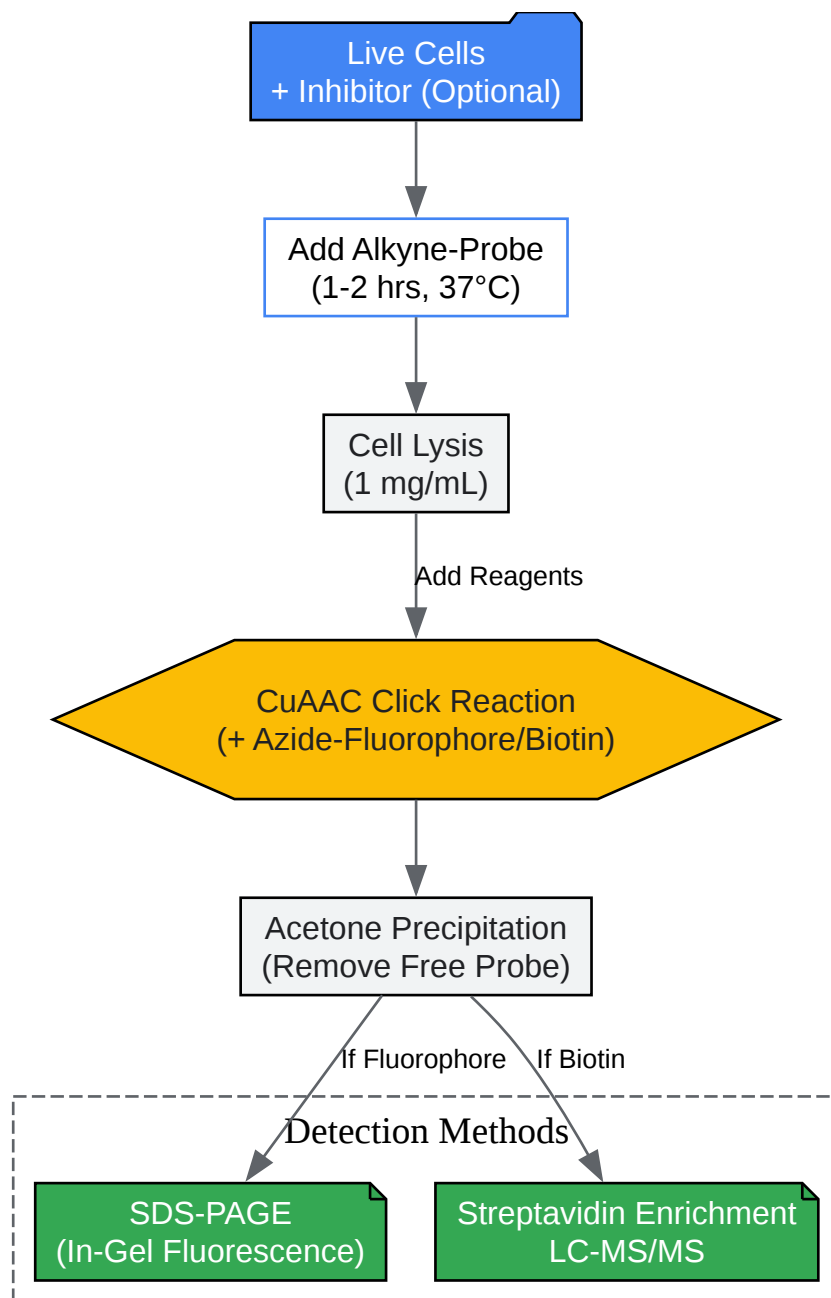 Live Cells
+ Inhibitor (Optional)
Add Alkyne-Probe
(1-2 hrs, 37°C)
Cell Lysis
(1 mg/mL)
Add Reagents
CuAAC Click Reaction
(+ Azide-Fluorophore/Biotin)
Acetone Precipitation
(Remove Free Probe)
If Fluorophore
If Biotin
Detection Methods
SDS-PAGE
(In-Gel Fluorescence)
Streptavidin Enrichment
LC-MS/MS